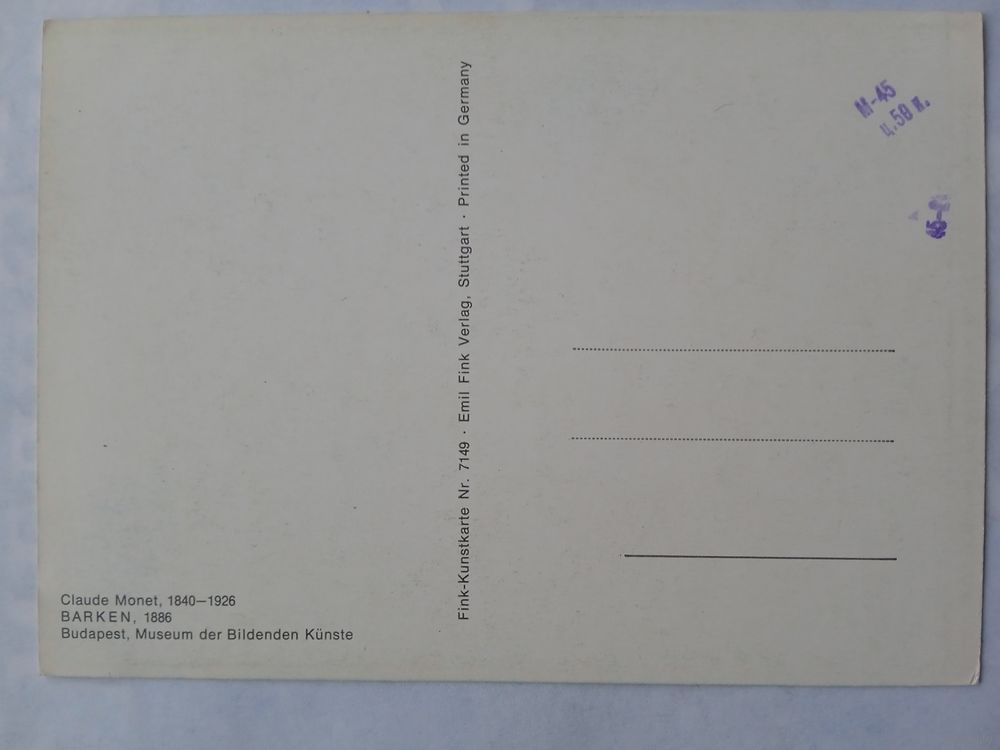 Claude Monet, 1840–1926
BARKEN, 1886
Budapest, Museum der Bildenden Künste
Fink-Kunstkarte Nr. 7149 · Emil Fink Verlag, Stuttgart · Printed in Germany
М-45
ц.50 к.